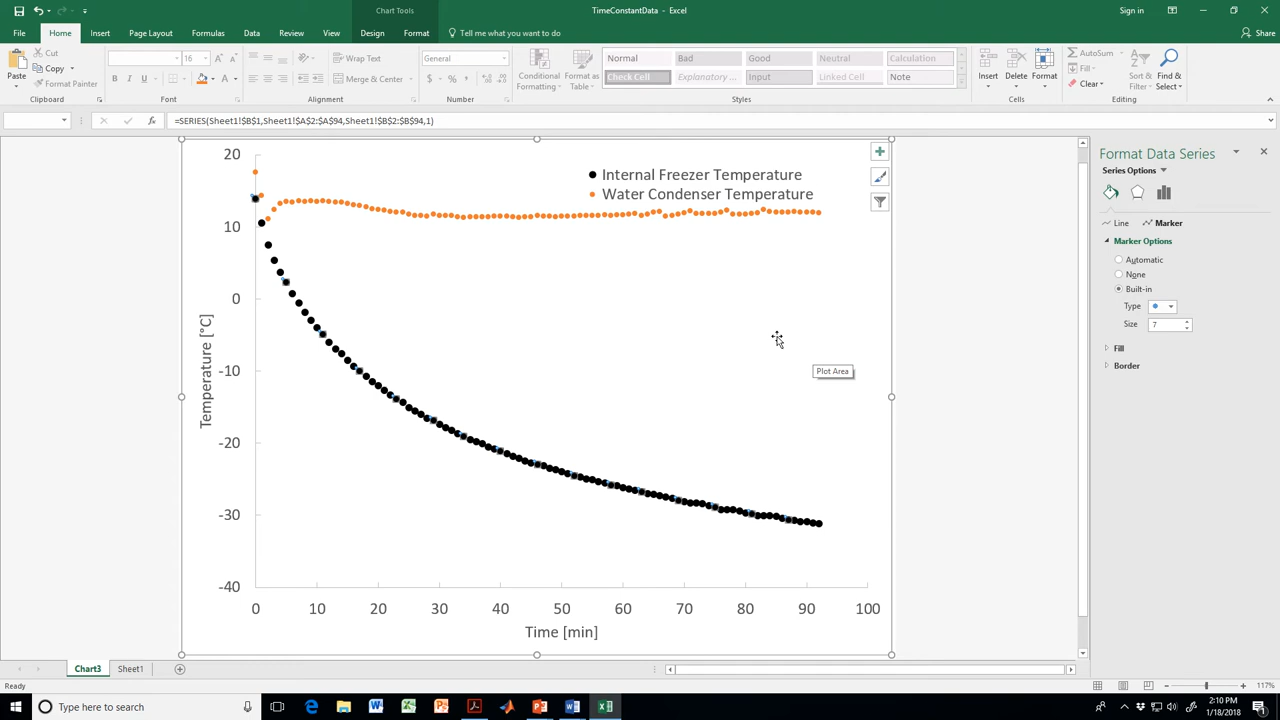 Chart Tools
TimeConstantData - Excel
Sign in
File Home Insert Page Layout Formulas Data Review View Design Format Tell me what you want to do Share
Paste
Cut
Copy
Format Painter
Clipboard
16
B I U
Font
Wrap Text
Merge & Center
Alignment
General
$ % ,
Number
Conditional Formatting
Format as Table
Normal Bad Good Neutral Calculation
Check Cell Explanatory ... Input Linked Cell Note
Styles
Insert Delete Format
Cells
AutoSum
Fill
Clear
Sort & Filter
Find & Select
Editing
fx =SERIES(Sheet1!$B$1,Sheet1!$A$2:$A$94,Sheet1!$B$2:$B$94,1)
Internal Freezer Temperature
Water Condenser Temperature
20
10
0
-10
-20
-30
-40
Temperature [°C]
0 10 20 30 40 50 60 70 80 90 100
Time [min]
Plot Area
Format Data Series
Series Options
Line Marker
Marker Options
Automatic
None
Built-in
Type
Size 7
Fill
Border
Chart3 Sheet1
Ready
117%
Type here to search
2:10 PM
1/18/2018